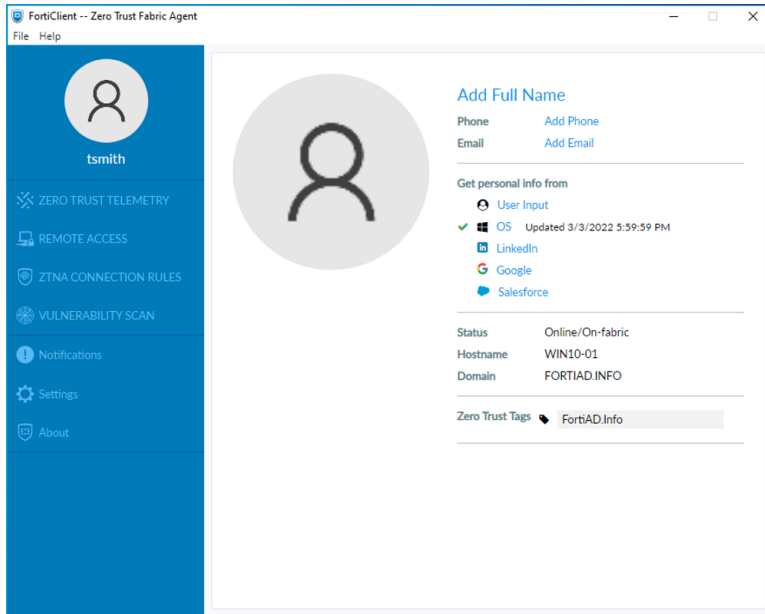 FortiClient -- Zero Trust Fabric Agent
File Help
tsmith
ZERO TRUST TELEMETRY
REMOTE ACCESS
ZTNA CONNECTION RULES
VULNERABILITY SCAN
Notifications
Settings
About
Add Full Name
Phone Add Phone
Email Add Email
Get personal info from
User Input
OS Updated 3/3/2022 5:59:59 PM
LinkedIn
Google
Salesforce
Status Online/On-fabric
Hostname WIN10-01
Domain FORTIAD.INFO
Zero Trust Tags FortiAD.Info